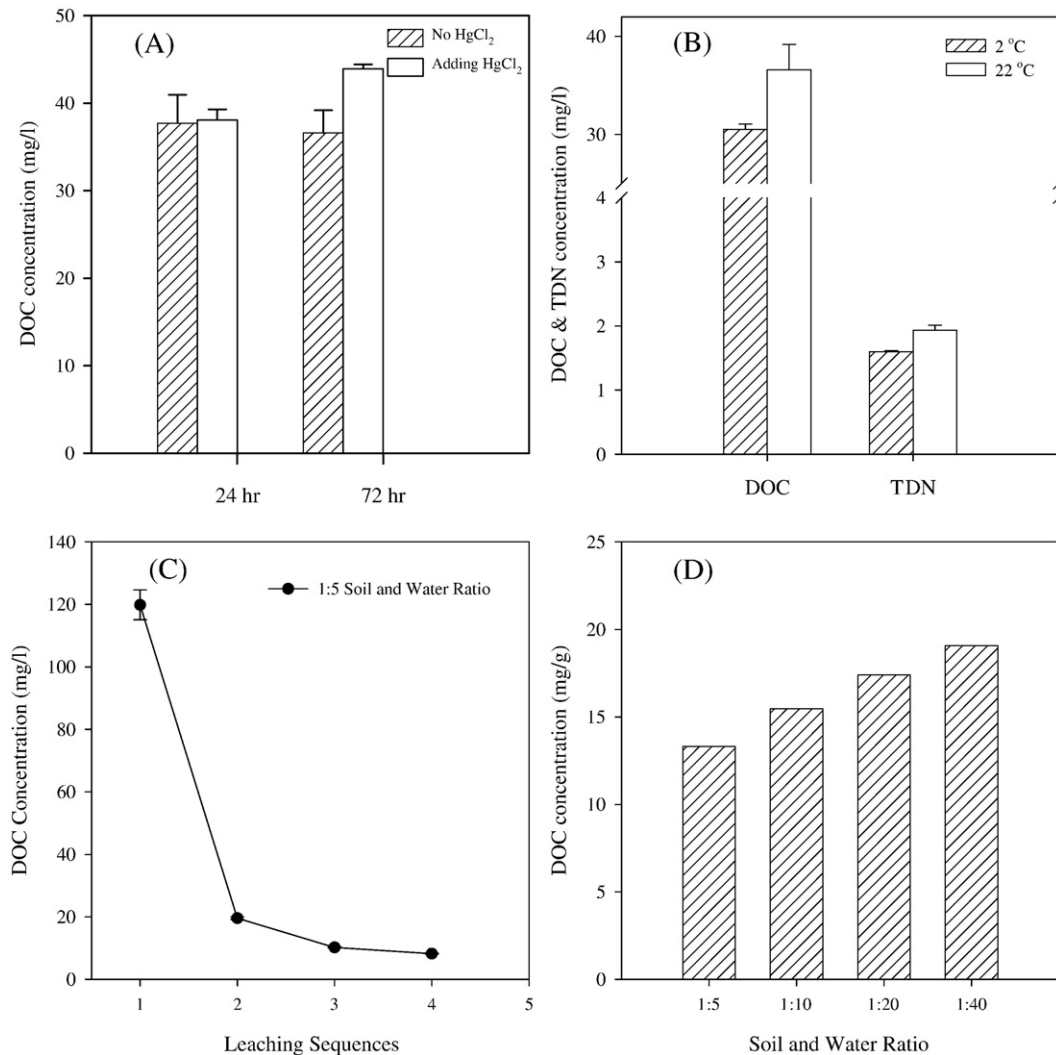 (A)
No HgCl₂
Adding HgCl₂
50
40
30
20
10
0
DOC concentration (mg/l)
24 hr
72 hr
(B)
2 °C
22 °C
40
30
4
3
2
1
0
DOC & TDN concentration (mg/l)
DOC
TDN
(C)
1:5 Soil and Water Ratio
140
120
100
80
60
40
20
0
DOC Concentration (mg/l)
1
2
3
4
5
Leaching Sequences
(D)
25
20
15
10
5
0
DOC concentration (mg/g)
1:5
1:10
1:20
1:40
Soil and Water Ratio